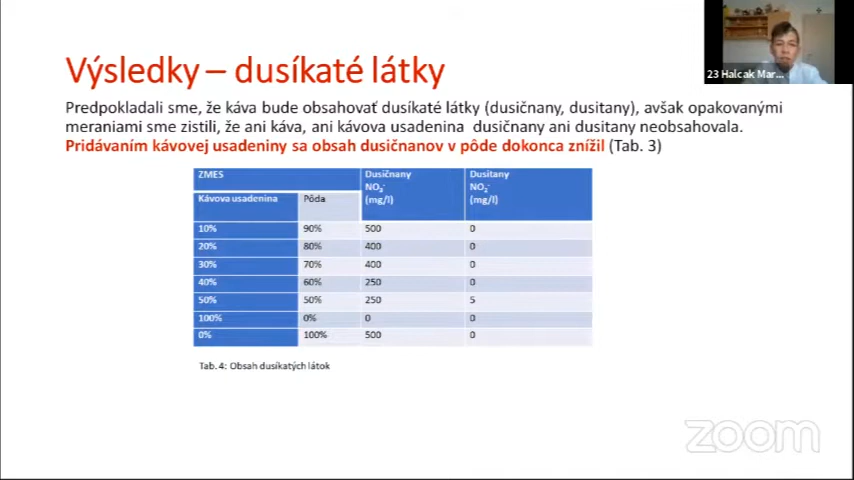 23 Halcak Mar...
Výsledky – dusíkaté látky
Predpokladali sme, že káva bude obsahovať dusíkaté látky (dusičnany, dusitany), avšak opakovanými
meraniami sme zistili, že ani káva, ani kávova usadenina dusičnany ani dusitany neobsahovala.
Pridávaním kávovej usadeniny sa obsah dusičnanov v pôde dokonca znížil (Tab. 3)
ZMES Dusičnany NO₃⁻ (mg/l) Dusitany NO₂⁻ (mg/l)
Kávova usadenina Pôda
10% 90% 500 0
20% 80% 400 0
30% 70% 400 0
40% 60% 250 0
50% 50% 250 5
100% 0% 0 0
0% 100% 500 0
Tab. 4: Obsah dusíkatých látok
zoom